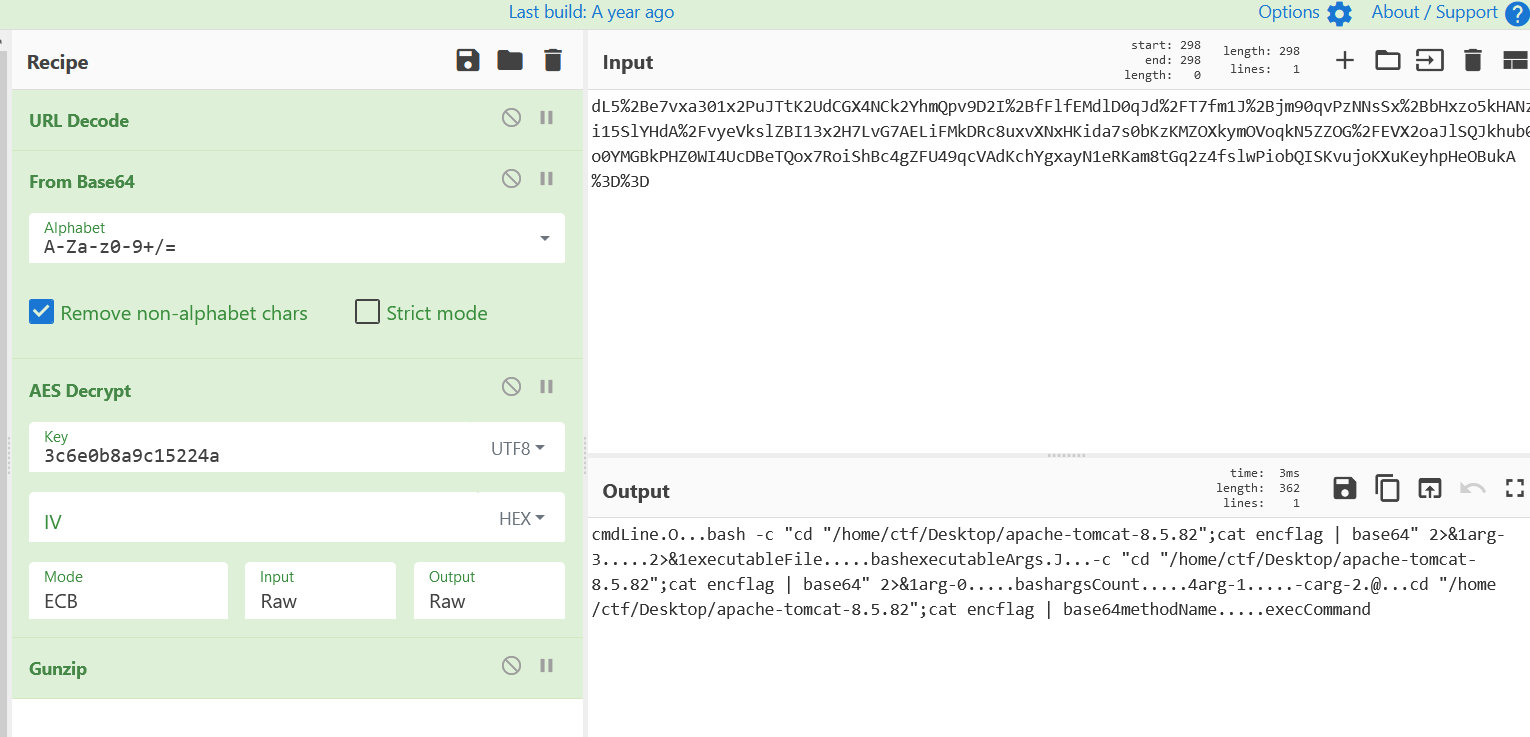 Last build: A year ago
Options
About / Support
Recipe
URL Decode
From Base64
Alphabet
A-Za-z0-9+/=
Remove non-alphabet chars
Strict mode
AES Decrypt
Key
3c6e0b8a9c15224a
UTF8
IV
HEX
Mode
ECB
Input
Raw
Output
Raw
Gunzip
Input
start: 298
end: 298
length: 0
length: 298
lines: 1
dL5%2Be7vxa301x2PuJTtK2UdCGX4NCk2YhmQpv9D2I%2BfFlfEMdlD0qJd%2FT7fm1J%2Bjm90qvPzNNsSx%2BbHxzo5kHANz
i15SlYHdA%2FvyeVkslZBI13x2H7LvG7AELiFMkDRc8uxvXNxHKida7s0bKzKMZOXkymOVoqkN5ZZOG%2FEVX2oaJlSQJkhub0
o0YMGBkPHZ0WI4UcDBeTQox7RoiShBc4gZFU49qcVAdKchYgxayN1eRKam8tGq2z4fslwPiobQISKvujoKXuKeyhpHeOBukA
%3D%3D
Output
time: 3ms
length: 362
lines: 1
cmdLine.O...bash -c "cd "/home/ctf/Desktop/apache-tomcat-8.5.82";cat encflag | base64" 2>&1arg-
3.....2>&1executableFile.....bashexecutableArgs.J...-c "cd "/home/ctf/Desktop/apache-tomcat-
8.5.82";cat encflag | base64" 2>&1arg-0.....bashargsCount.....4arg-1.....-carg-2.@...cd "/home
/ctf/Desktop/apache-tomcat-8.5.82";cat encflag | base64methodName.....execCommand